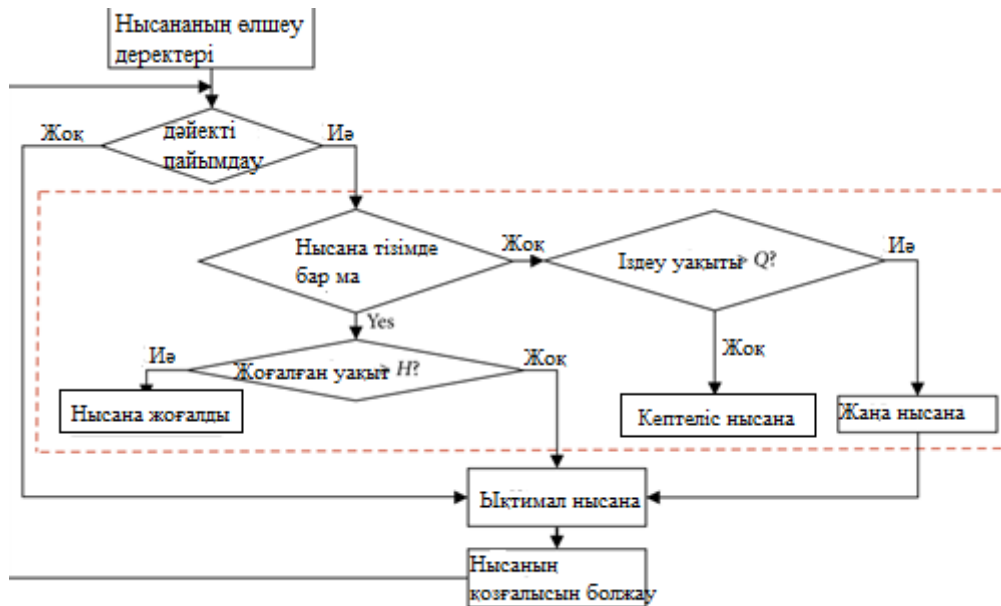 Нысананың өлшеу
деректері
Жоқ
дәйекті
пайымдау
Иә
Нысана тізімде
бар ма
Жоқ
Іздеу уақыты> Q?
Иә
Yes
Жоқ
Иә
Жоғалған уақыт> H?
Жоқ
Нысана жоғалды
Кептеліс нысана
Жаңа нысана
Ықтимал нысана
Нысаның
қозғалысын болжау